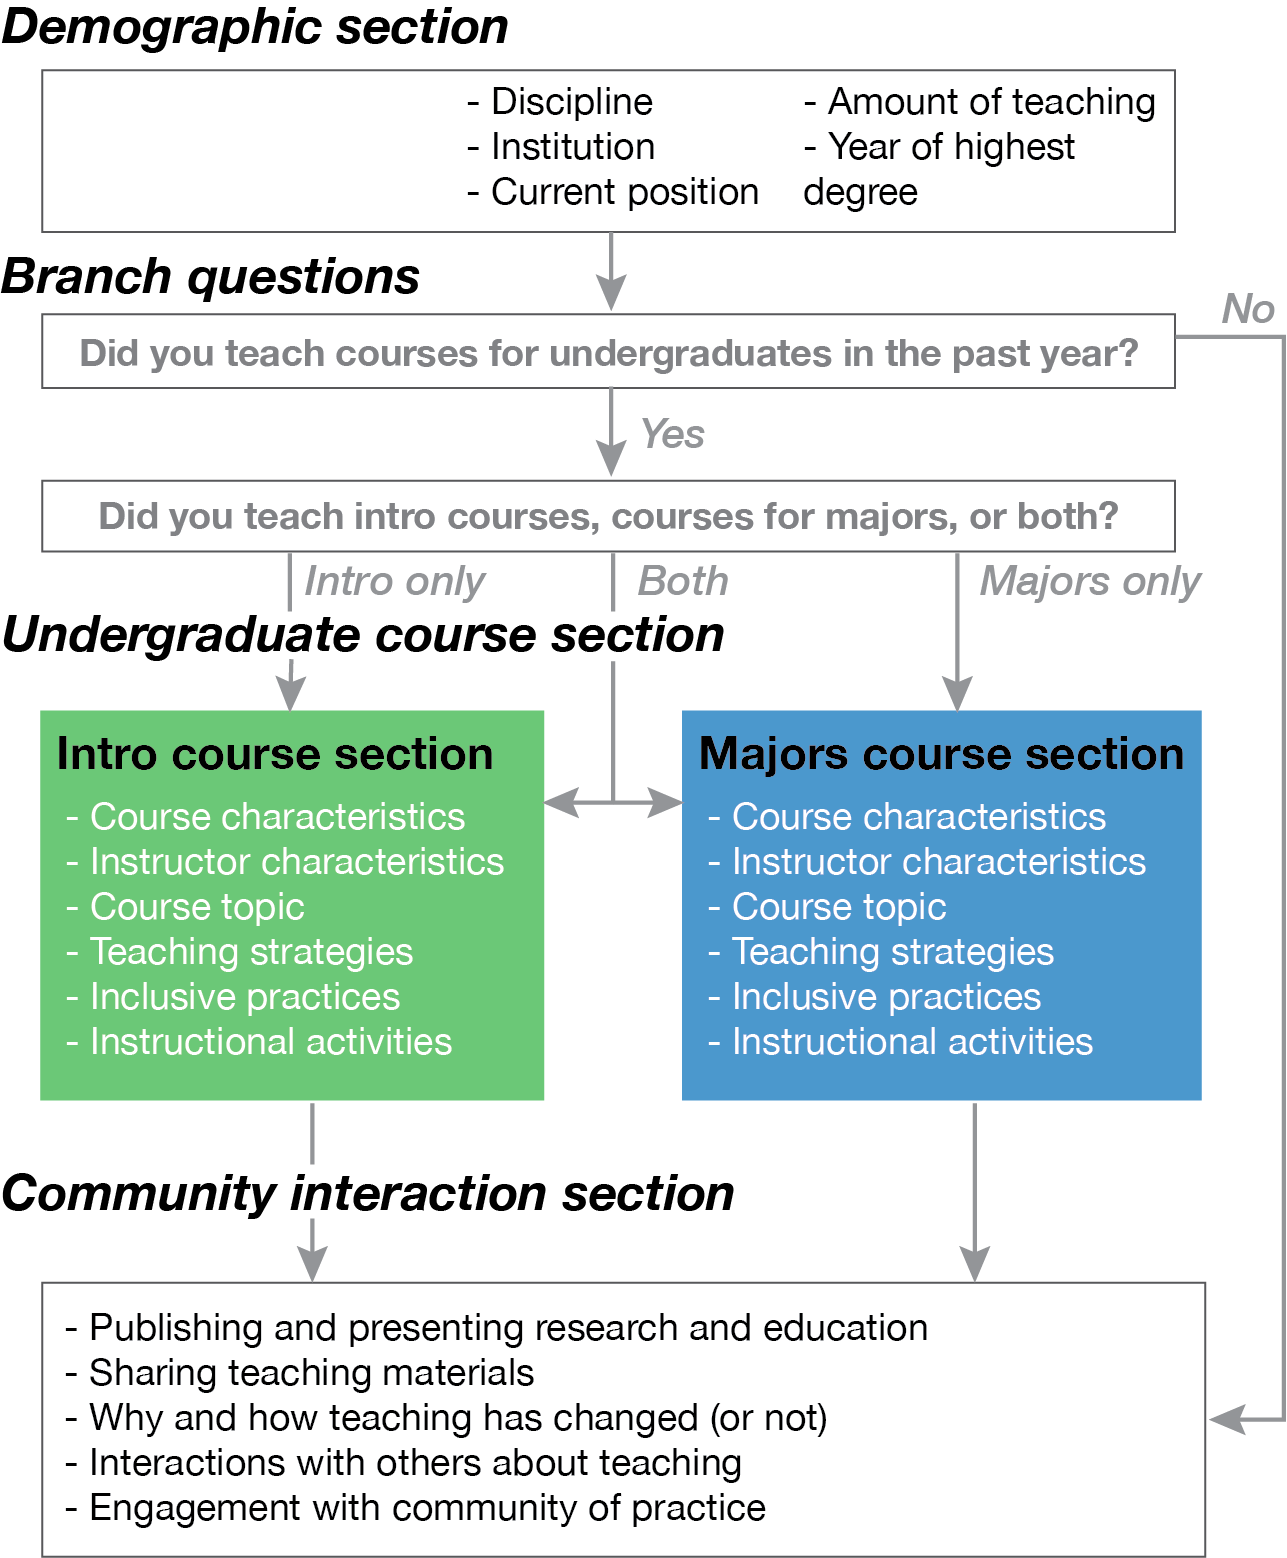 Demographic section
- Discipline
- Institution
- Current position
- Amount of teaching
- Year of highest
degree
Branch questions
No
Did you teach courses for undergraduates in the past year?
Yes
Did you teach intro courses, courses for majors, or both?
Intro only
Both
Majors only
Undergraduate course section
Intro course section
- Course characteristics
- Instructor characteristics
- Course topic
- Teaching strategies
- Inclusive practices
- Instructional activities
Majors course section
- Course characteristics
- Instructor characteristics
- Course topic
- Teaching strategies
- Inclusive practices
- Instructional activities
Community interaction section
- Publishing and presenting research and education
- Sharing teaching materials
- Why and how teaching has changed (or not)
- Interactions with others about teaching
- Engagement with community of practice